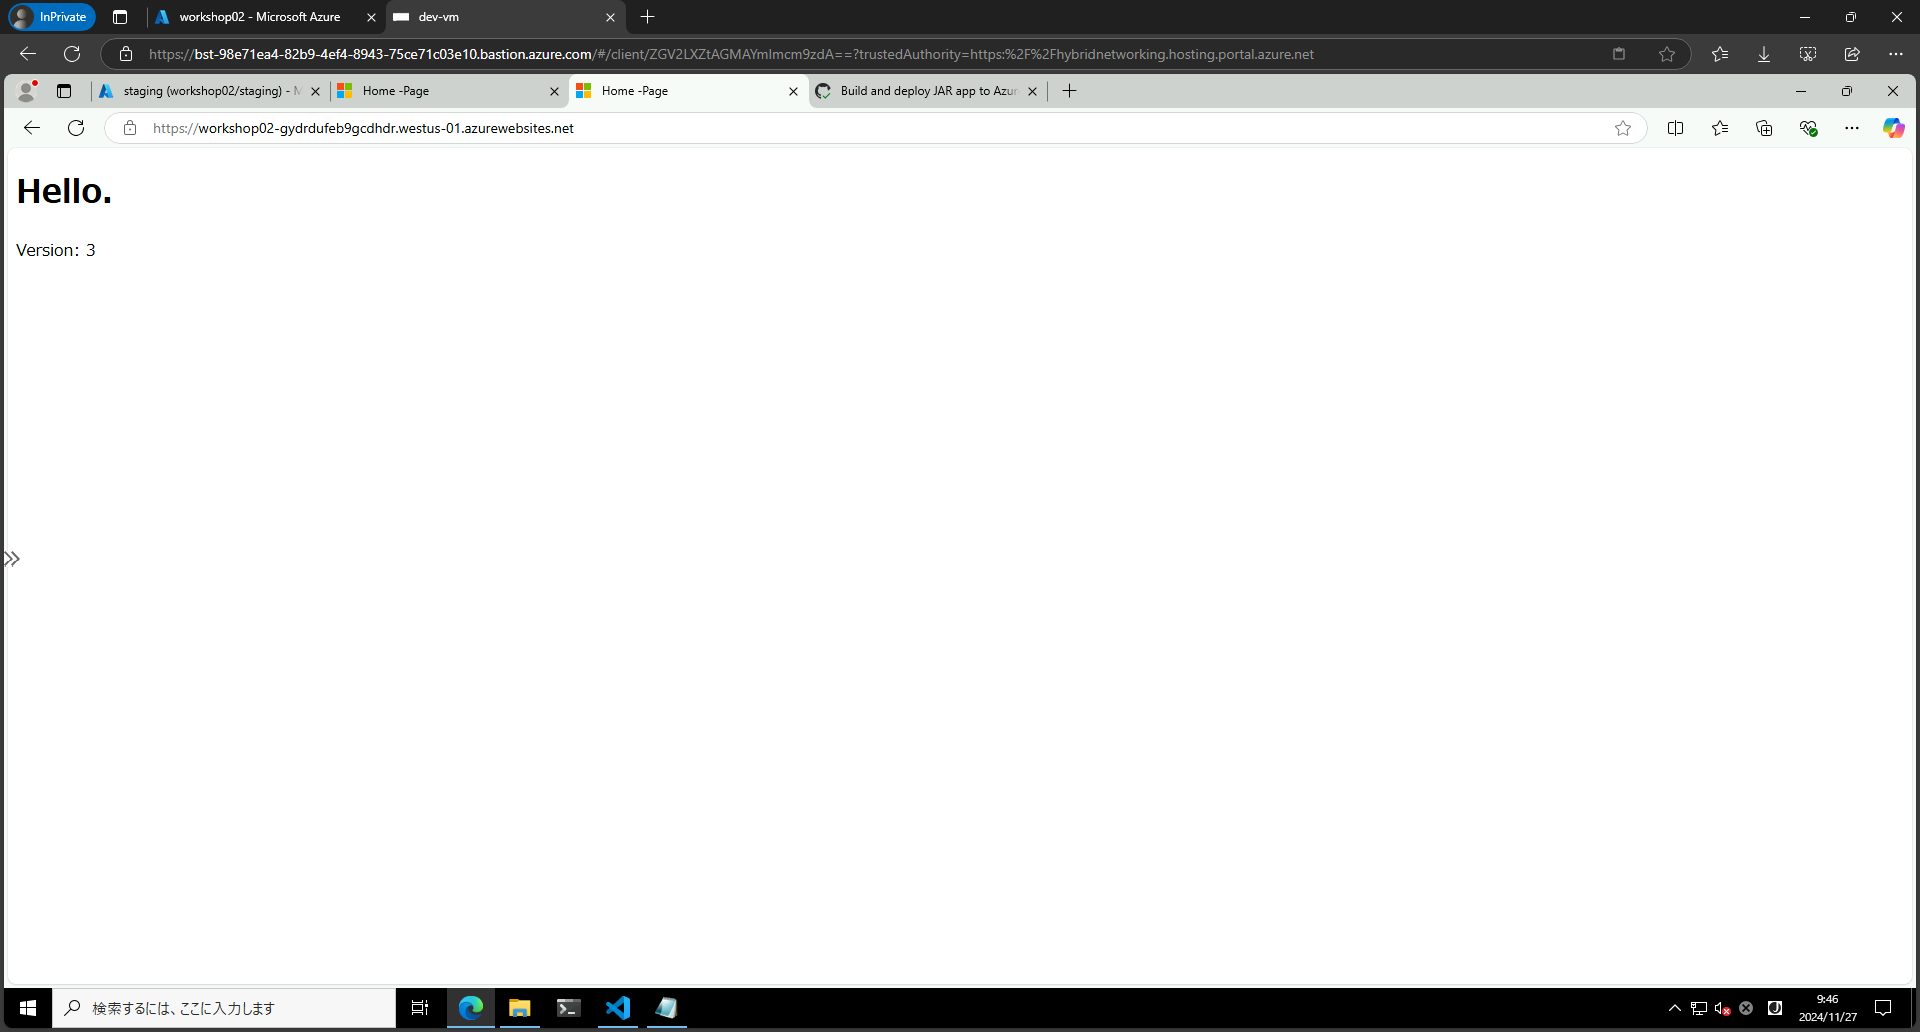 InPrivate
workshop02 - Microsoft Azure
dev-vm
https://bst-98e71ea4-82b9-4ef4-8943-75ce71c03e10.bastion.azure.com/#/client/ZGV2LXZtAGMAYmlmcm9zdA==?trustedAuthority=https:%2F%2Fhybridnetworking.hosting.portal.azure.net
staging (workshop02/staging) - M
Home -Page
Home -Page
Build and deploy JAR app to Azur
https://workshop02-gydrdufeb9gcdhdr.westus-01.azurewebsites.net
Hello.
Version: 3
検索するには、ここに入力します
9:46
2024/11/27